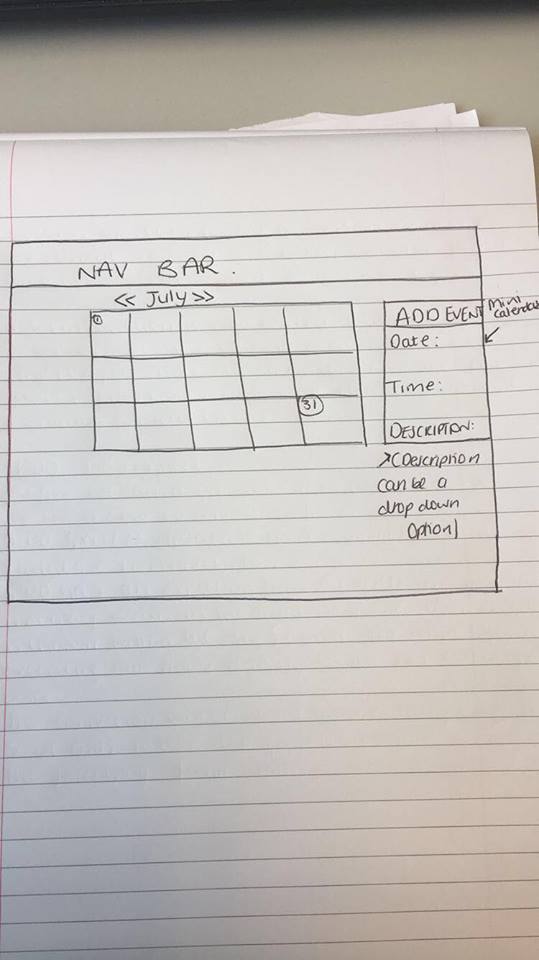 NAV BAR.
<< July >>
1
31
ADD EVENT
Mini
calendar
Date:
Time:
DESCRIPTION:
(Description
can be a
drop down
option)